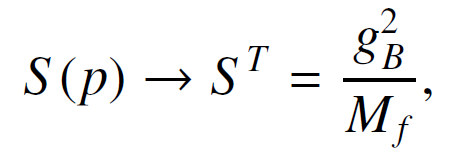 S(p) → S^T = g_B^2 / M_f,